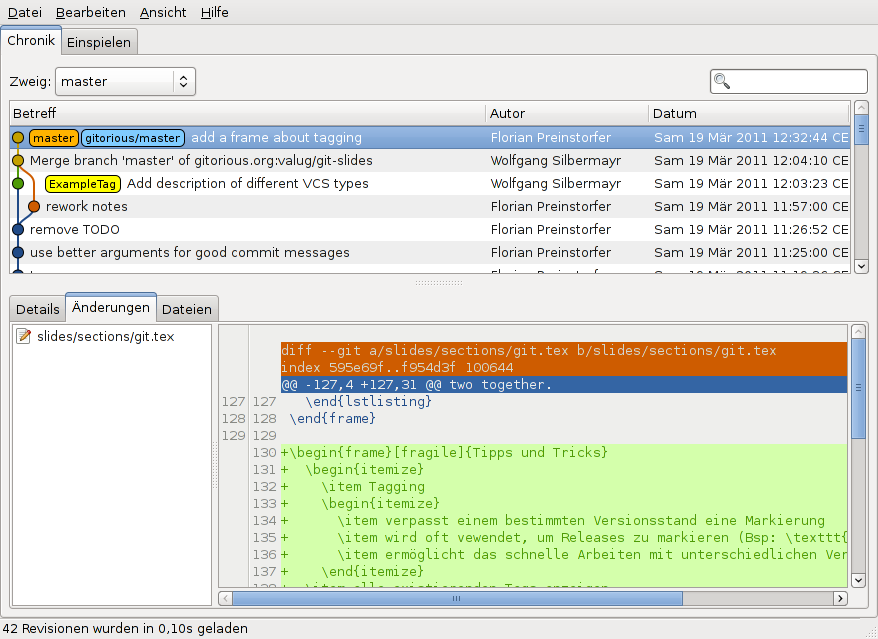 Datei Bearbeiten Ansicht Hilfe
Chronik Einspielen
Zweig: master
Betreff Autor Datum
master gitorious/master add a frame about tagging Florian Preinstorfer Sam 19 Mär 2011 12:32:44 CE
Merge branch 'master' of gitorious.org:valug/git-slides Wolfgang Silbermayr Sam 19 Mär 2011 12:04:10 CE
ExampleTag Add description of different VCS types Wolfgang Silbermayr Sam 19 Mär 2011 12:03:23 CE
rework notes Florian Preinstorfer Sam 19 Mär 2011 11:57:00 CE
remove TODO Florian Preinstorfer Sam 19 Mär 2011 11:26:52 CE
use better arguments for good commit messages Florian Preinstorfer Sam 19 Mär 2011 11:25:00 CE
Details Änderungen Dateien
slides/sections/git.tex
diff --git a/slides/sections/git.tex b/slides/sections/git.tex
index 595e69f..f954d3f 100644
@@ -127,4 +127,31 @@ two together.
127 127 \end{lstlisting}
128 128 \end{frame}
129 129
130 +\begin{frame}[fragile]{Tipps und Tricks}
131 + \begin{itemize}
132 + \item Tagging
133 + \begin{itemize}
134 + \item verpasst einem bestimmten Versionsstand eine Markierung
135 + \item wird oft vewendet, um Releases zu markieren (Bsp: \texttt{
136 + \item ermöglicht das schnelle Arbeiten mit unterschiedlichen Ver
137 + \end{itemize}
42 Revisionen wurden in 0,10s geladen